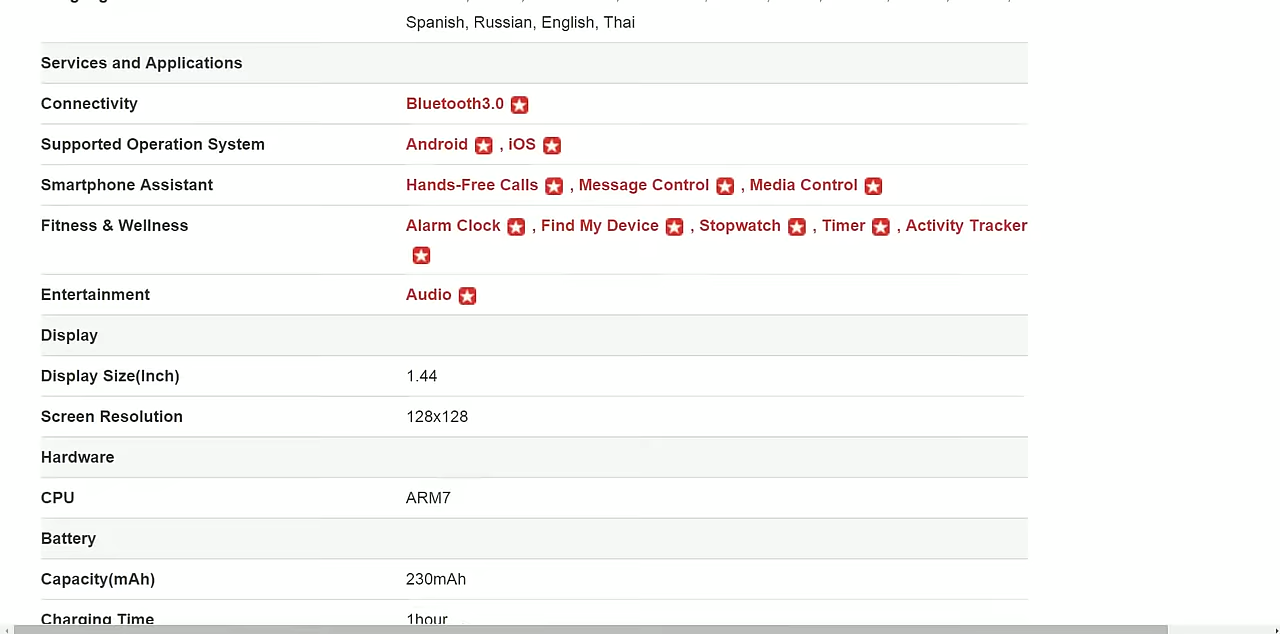 Spanish, Russian, English, Thai
Services and Applications
Connectivity Bluetooth3.0
Supported Operation System Android , iOS
Smartphone Assistant Hands-Free Calls , Message Control , Media Control
Fitness & Wellness Alarm Clock , Find My Device , Stopwatch , Timer , Activity Tracker
Entertainment Audio
Display
Display Size(Inch) 1.44
Screen Resolution 128x128
Hardware
CPU ARM7
Battery
Capacity(mAh) 230mAh
Charging Time 1hour